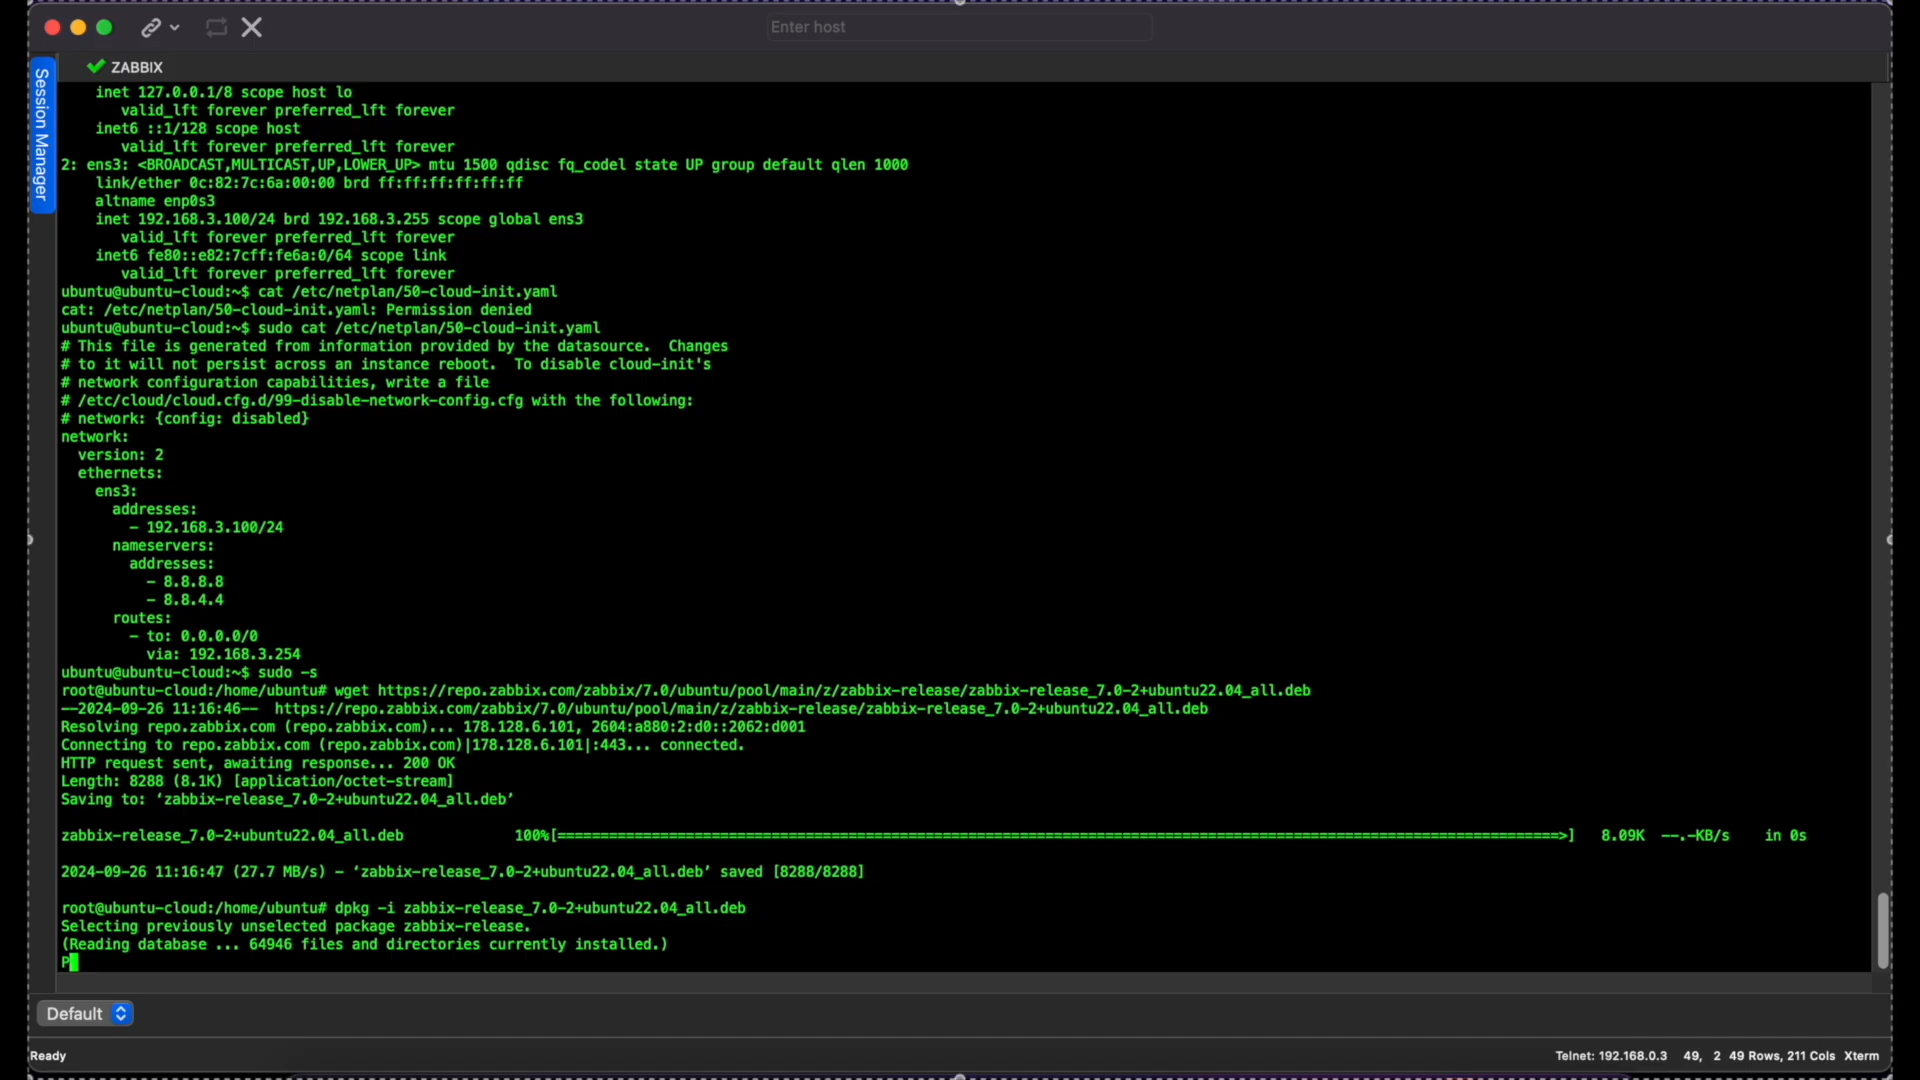 Enter host
ZABBIX
Session Manager
inet 127.0.0.1/8 scope host lo
valid_lft forever preferred_lft forever
inet6 ::1/128 scope host
valid_lft forever preferred_lft forever
2: ens3: <BROADCAST,MULTICAST,UP,LOWER_UP> mtu 1500 qdisc fq_codel state UP group default qlen 1000
link/ether 0c:82:7c:6a:00:00 brd ff:ff:ff:ff:ff:ff
altname enp0s3
inet 192.168.3.100/24 brd 192.168.3.255 scope global ens3
valid_lft forever preferred_lft forever
inet6 fe80::e82:7cff:fe6a:0/64 scope link
valid_lft forever preferred_lft forever
ubuntu@ubuntu-cloud:~$ cat /etc/netplan/50-cloud-init.yaml
cat: /etc/netplan/50-cloud-init.yaml: Permission denied
ubuntu@ubuntu-cloud:~$ sudo cat /etc/netplan/50-cloud-init.yaml
# This file is generated from information provided by the datasource.  Changes
# to it will not persist across an instance reboot.  To disable cloud-init's
# network configuration capabilities, write a file
# /etc/cloud/cloud.cfg.d/99-disable-network-config.cfg with the following:
# network: {config: disabled}
network:
version: 2
ethernets:
ens3:
addresses:
- 192.168.3.100/24
nameservers:
addresses:
- 8.8.8.8
- 8.8.4.4
routes:
- to: 0.0.0.0/0
via: 192.168.3.254
ubuntu@ubuntu-cloud:~$ sudo -s
root@ubuntu-cloud:/home/ubuntu# wget https://repo.zabbix.com/zabbix/7.0/ubuntu/pool/main/z/zabbix-release/zabbix-release_7.0-2+ubuntu22.04_all.deb
--2024-09-26 11:16:46--  https://repo.zabbix.com/zabbix/7.0/ubuntu/pool/main/z/zabbix-release/zabbix-release_7.0-2+ubuntu22.04_all.deb
Resolving repo.zabbix.com (repo.zabbix.com)... 178.128.6.101, 2604:a880:2:d0::2062:d001
Connecting to repo.zabbix.com (repo.zabbix.com)|178.128.6.101|:443... connected.
HTTP request sent, awaiting response... 200 OK
Length: 8288 (8.1K) [application/octet-stream]
Saving to: ‘zabbix-release_7.0-2+ubuntu22.04_all.deb’
zabbix-release_7.0-2+ubuntu22.04_all.deb 100%[=====================================================================================================================>] 8.09K --.-KB/s in 0s
2024-09-26 11:16:47 (27.7 MB/s) - ‘zabbix-release_7.0-2+ubuntu22.04_all.deb’ saved [8288/8288]
root@ubuntu-cloud:/home/ubuntu# dpkg -i zabbix-release_7.0-2+ubuntu22.04_all.deb
Selecting previously unselected package zabbix-release.
(Reading database ... 64946 files and directories currently installed.)
P
Default
Ready
Telnet: 192.168.0.3 49, 2 49 Rows, 211 Cols Xterm